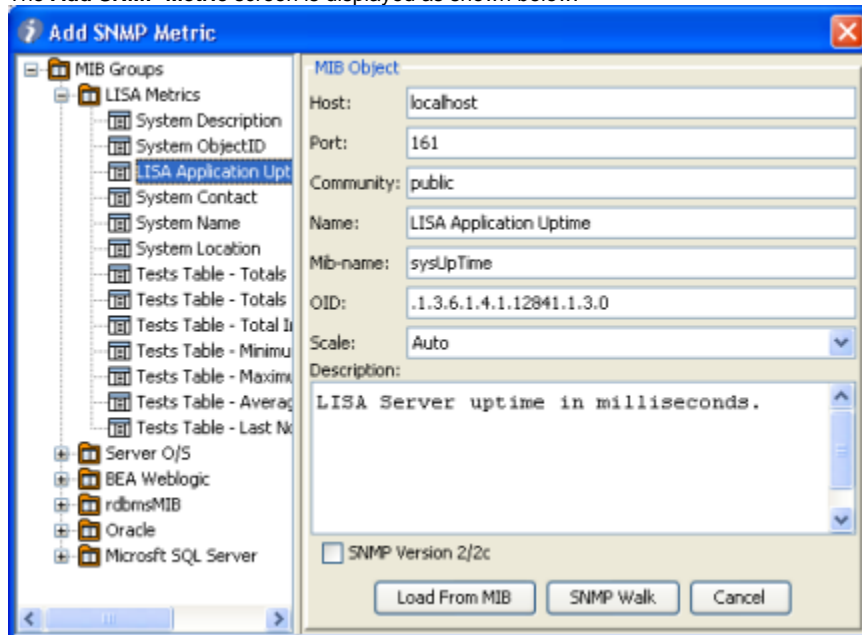 Add SNMP Metric
MIB Groups
LISA Metrics
System Description
System ObjectID
LISA Application Upt
System Contact
System Name
System Location
Tests Table - Totals
Tests Table - Totals
Tests Table - Total I
Tests Table - Minimu
Tests Table - Maxim
Tests Table - Averag
Tests Table - Last N
Server O/S
BEA Weblogic
rdbmsMIB
Oracle
Microsft SQL Server
MIB Object
Host: localhost
Port: 161
Community: public
Name: LISA Application Uptime
Mib-name: sysUpTime
OID: .1.3.6.1.4.1.12841.1.3.0
Scale: Auto
Description:
LISA Server uptime in milliseconds.
SNMP Version 2/2c
Load From MIB SNMP Walk Cancel